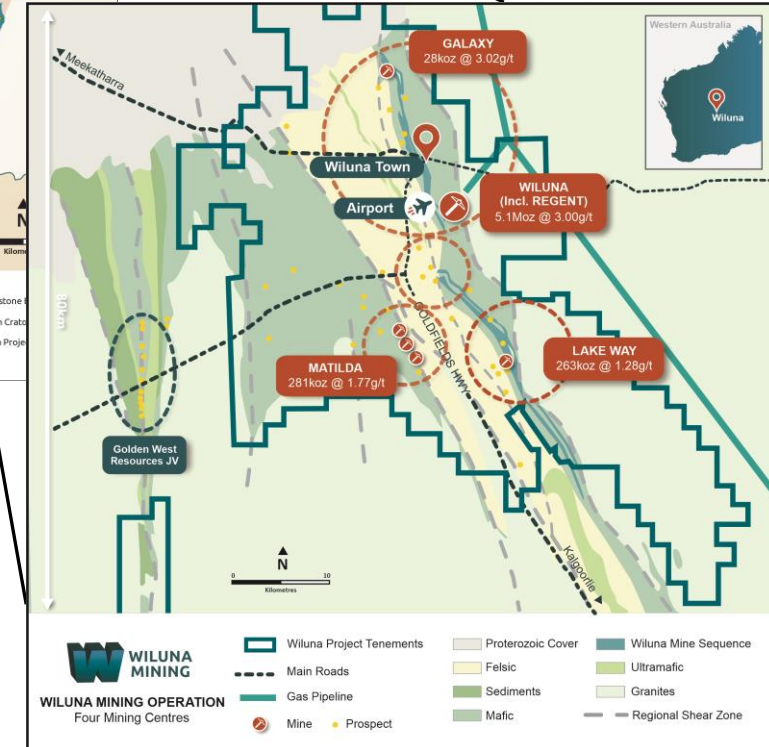 Western Australia
Wiluna
GALAXY
28koz @ 3.02g/t
Meekatharra
Wiluna Town
WILUNA
(Incl. REGENT)
5.1Moz @ 3.00g/t
Airport
N
80km
GOLDFIELDS HWY
LAKE WAY
263koz @ 1.28g/t
MATILDA
281koz @ 1.77g/t
Golden West
Resources JV
Kalgoorlie
N
0 10
Kilometres
WILUNA
MINING
WILUNA MINING OPERATION
Four Mining Centres
Wiluna Project Tenements
Main Roads
Gas Pipeline
Mine
Prospect
Proterozoic Cover
Felsic
Sediments
Mafic
Wiluna Mine Sequence
Ultramafic
Granites
Regional Shear Zone